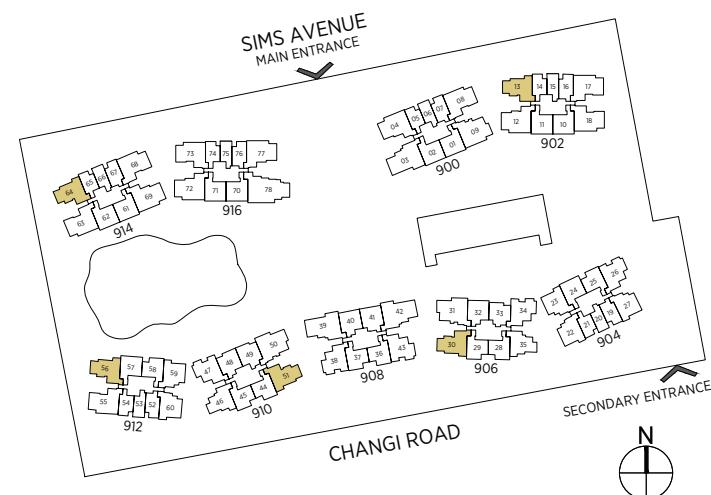 SIMS AVENUE
MAIN ENTRANCE
04 05 06 07 08
03 02 01 09
900
13 14 15 16 17
12 11 10 18
902
64 65 66 67 68
63 62 61 69
914
73 74 75 76 77
72 71 70 78
916
23 24 25 26
22 21 20 19 27
904
31 32 33 34
30 29 28 35
906
39 40 41 42
38 37 36 43
908
47 48 49 50
46 45 44 51
910
56 57 58 59
55 54 53 52 60
912
SECONDARY ENTRANCE
CHANGI ROAD
N